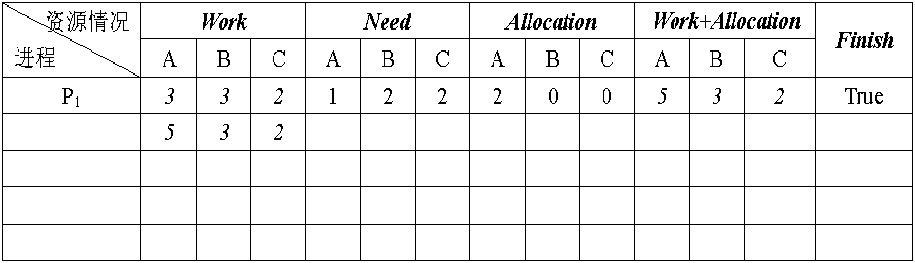 资源情况 Work Need Allocation Work+Allocation Finish
进程 A B C A B C A B C A B C
P1 3 3 2 1 2 2 2 0 0 5 3 2 True
5 3 2